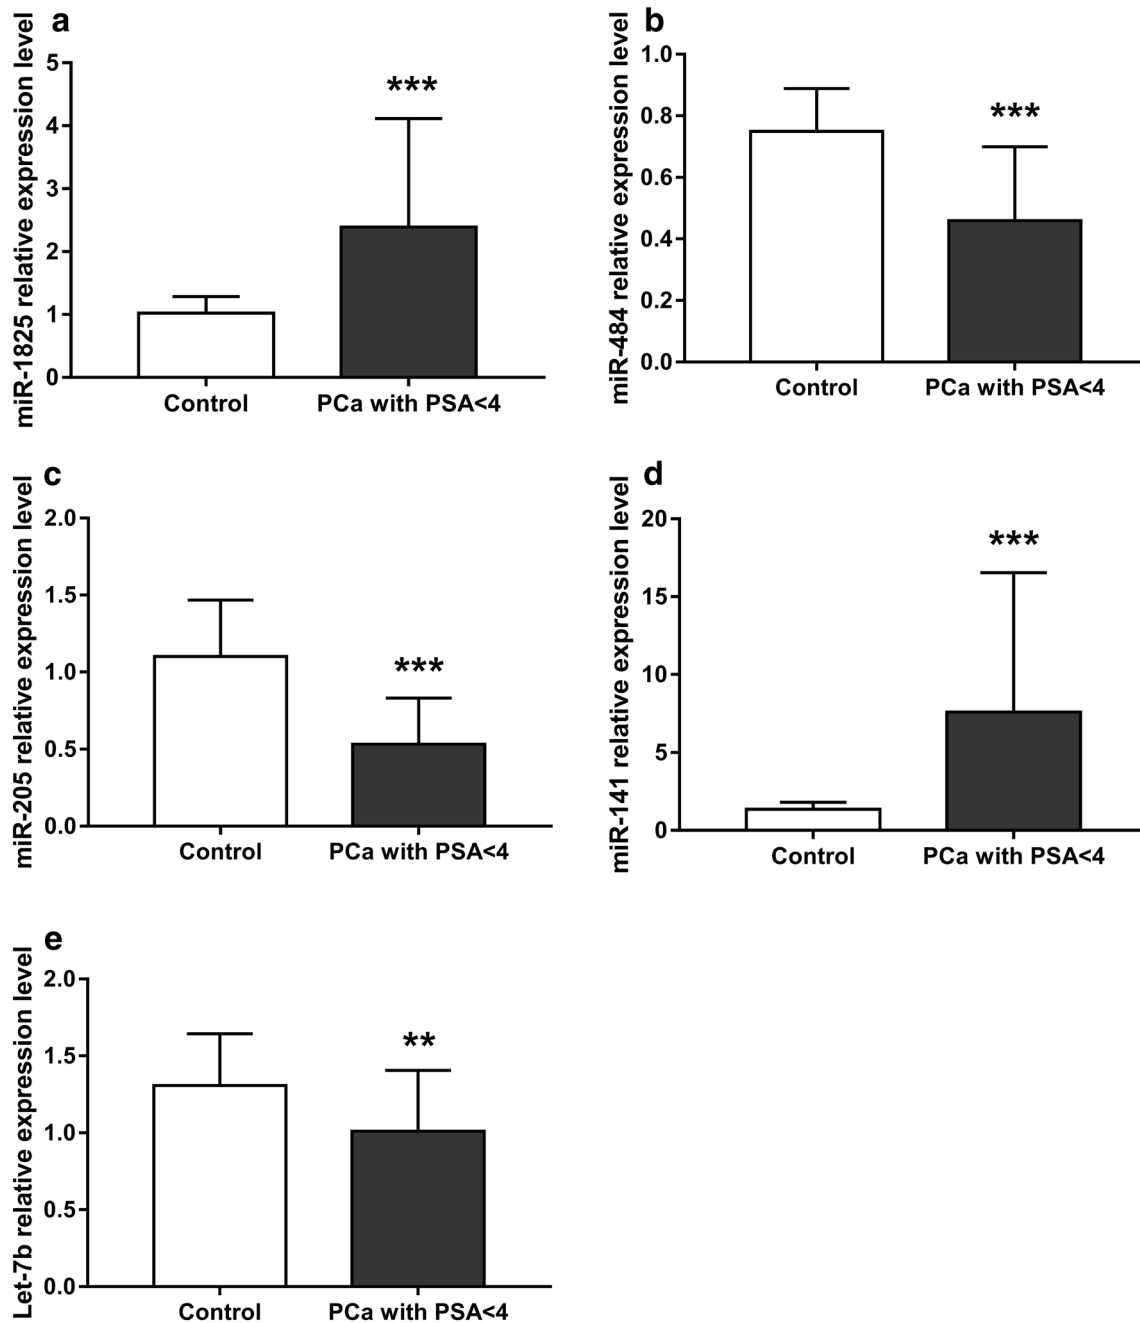 a
miR-1825 relative expression level
5
4
3
2
1
0
***
Control
PCa with PSA<4
b
miR-484 relative expression level
1.0
0.8
0.6
0.4
0.2
0.0
***
Control
PCa with PSA<4
c
miR-205 relative expression level
2.0
1.5
1.0
0.5
0.0
***
Control
PCa with PSA<4
d
miR-141 relative expression level
20
15
10
5
0
***
Control
PCa with PSA<4
e
Let-7b relative expression level
2.0
1.5
1.0
0.5
0.0
**
Control
PCa with PSA<4